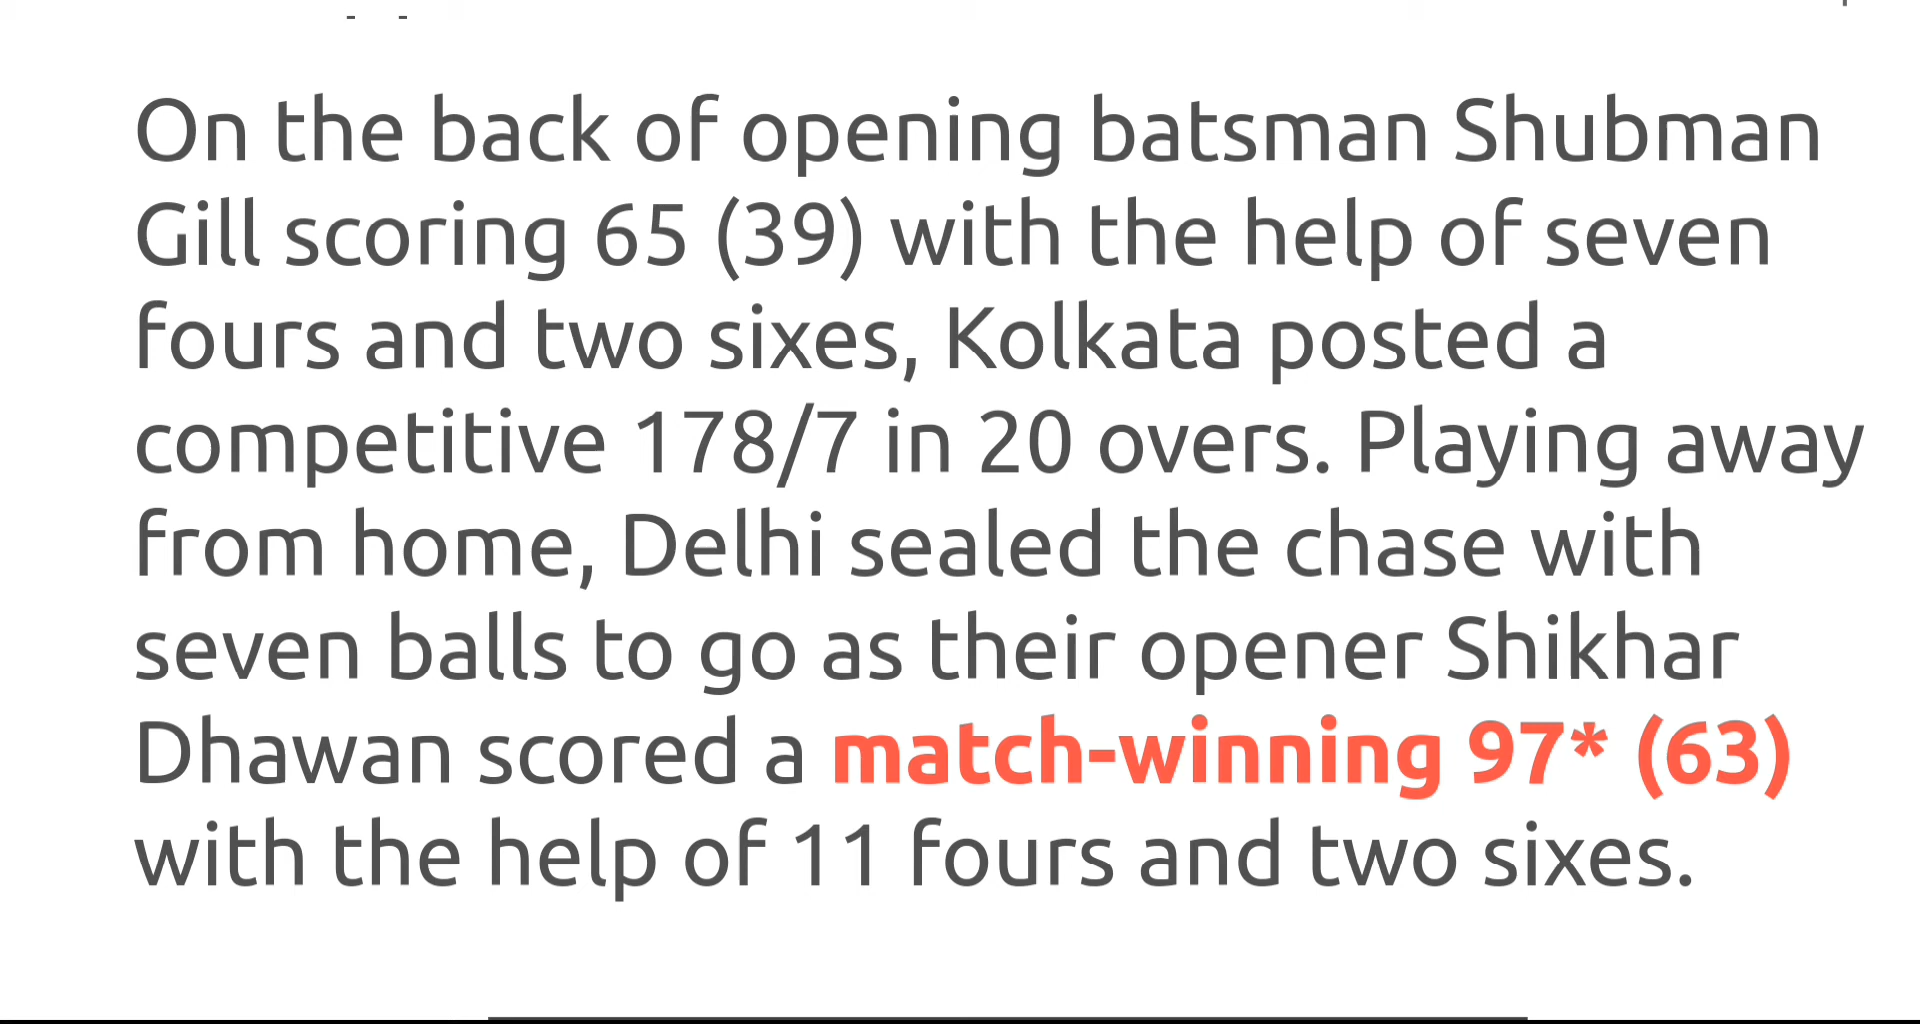 On the back of opening batsman Shubman
Gill scoring 65 (39) with the help of seven
fours and two sixes, Kolkata posted a
competitive 178/7 in 20 overs. Playing away
from home, Delhi sealed the chase with
seven balls to go as their opener Shikhar
Dhawan scored a match-winning 97* (63)
with the help of 11 fours and two sixes.